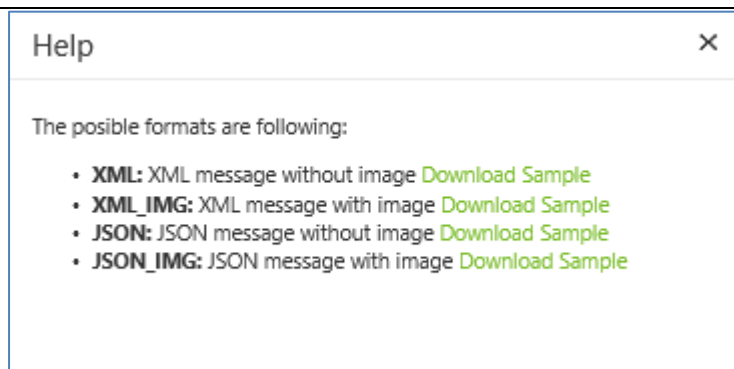 Help
The posible formats are following:
• XML: XML message without image Download Sample
• XML_IMG: XML message with image Download Sample
• JSON: JSON message without image Download Sample
• JSON_IMG: JSON message with image Download Sample